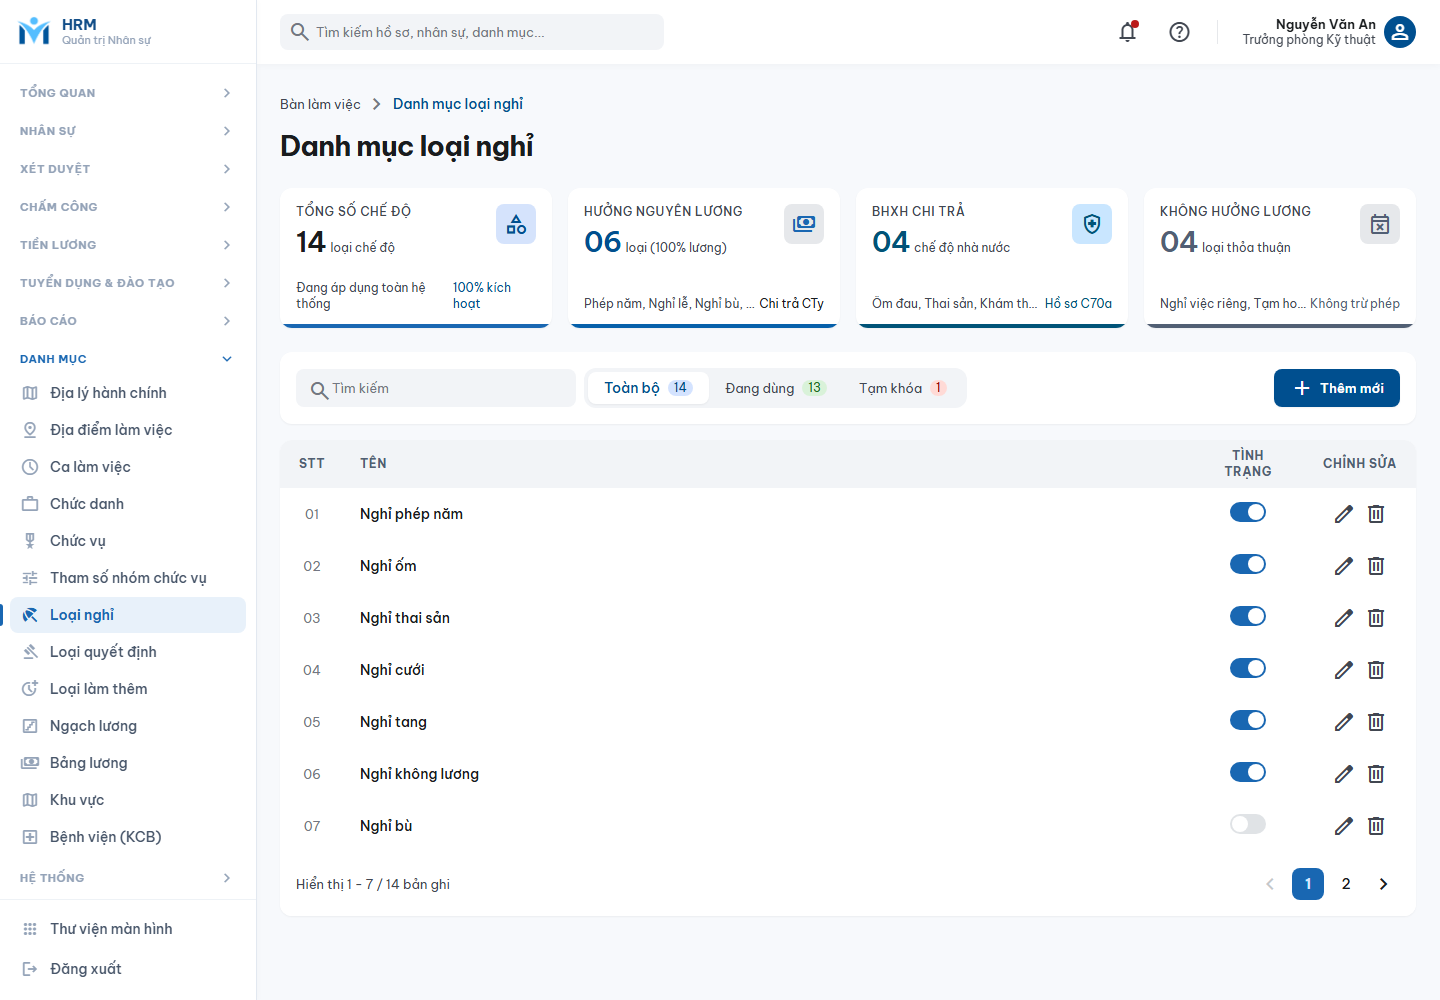 HRM
Quản trị Nhân sự
Tìm kiếm hồ sơ, nhân sự, danh mục...
Nguyễn Văn An
Trưởng phòng Kỹ thuật
TỔNG QUAN
NHÂN SỰ
XÉT DUYỆT
CHẤM CÔNG
TIỀN LƯƠNG
TUYỂN DỤNG & ĐÀO TẠO
BÁO CÁO
DANH MỤC
Địa lý hành chính
Địa điểm làm việc
Ca làm việc
Chức danh
Chức vụ
Tham số nhóm chức vụ
Loại nghỉ
Loại quyết định
Loại làm thêm
Ngạch lương
Bảng lương
Khu vực
Bệnh viện (KCB)
HỆ THỐNG
Thư viện màn hình
Đăng xuất
Bàn làm việc
Danh mục loại nghỉ
Danh mục loại nghỉ
TỔNG SỐ CHẾ ĐỘ
14 loại chế độ
Đang áp dụng toàn hệ thống
100% kích hoạt
HƯỞNG NGUYÊN LƯƠNG
06 loại (100% lương)
Phép năm, Nghỉ lễ, Nghỉ bù, ... Chi trả CTy
BHXH CHI TRẢ
04 chế độ nhà nước
Ốm đau, Thai sản, Khám th... Hồ sơ C70a
KHÔNG HƯỞNG LƯƠNG
04 loại thỏa thuận
Nghỉ việc riêng, Tạm ho... Không trừ phép
Tìm kiếm
Toàn bộ 14
Đang dùng 13
Tạm khóa 1
Thêm mới
STT TÊN TÌNH TRẠNG CHỈNH SỬA
01 Nghỉ phép năm
02 Nghỉ ốm
03 Nghỉ thai sản
04 Nghỉ cưới
05 Nghỉ tang
06 Nghỉ không lương
07 Nghỉ bù
Hiển thị 1 - 7 / 14 bản ghi
1 2